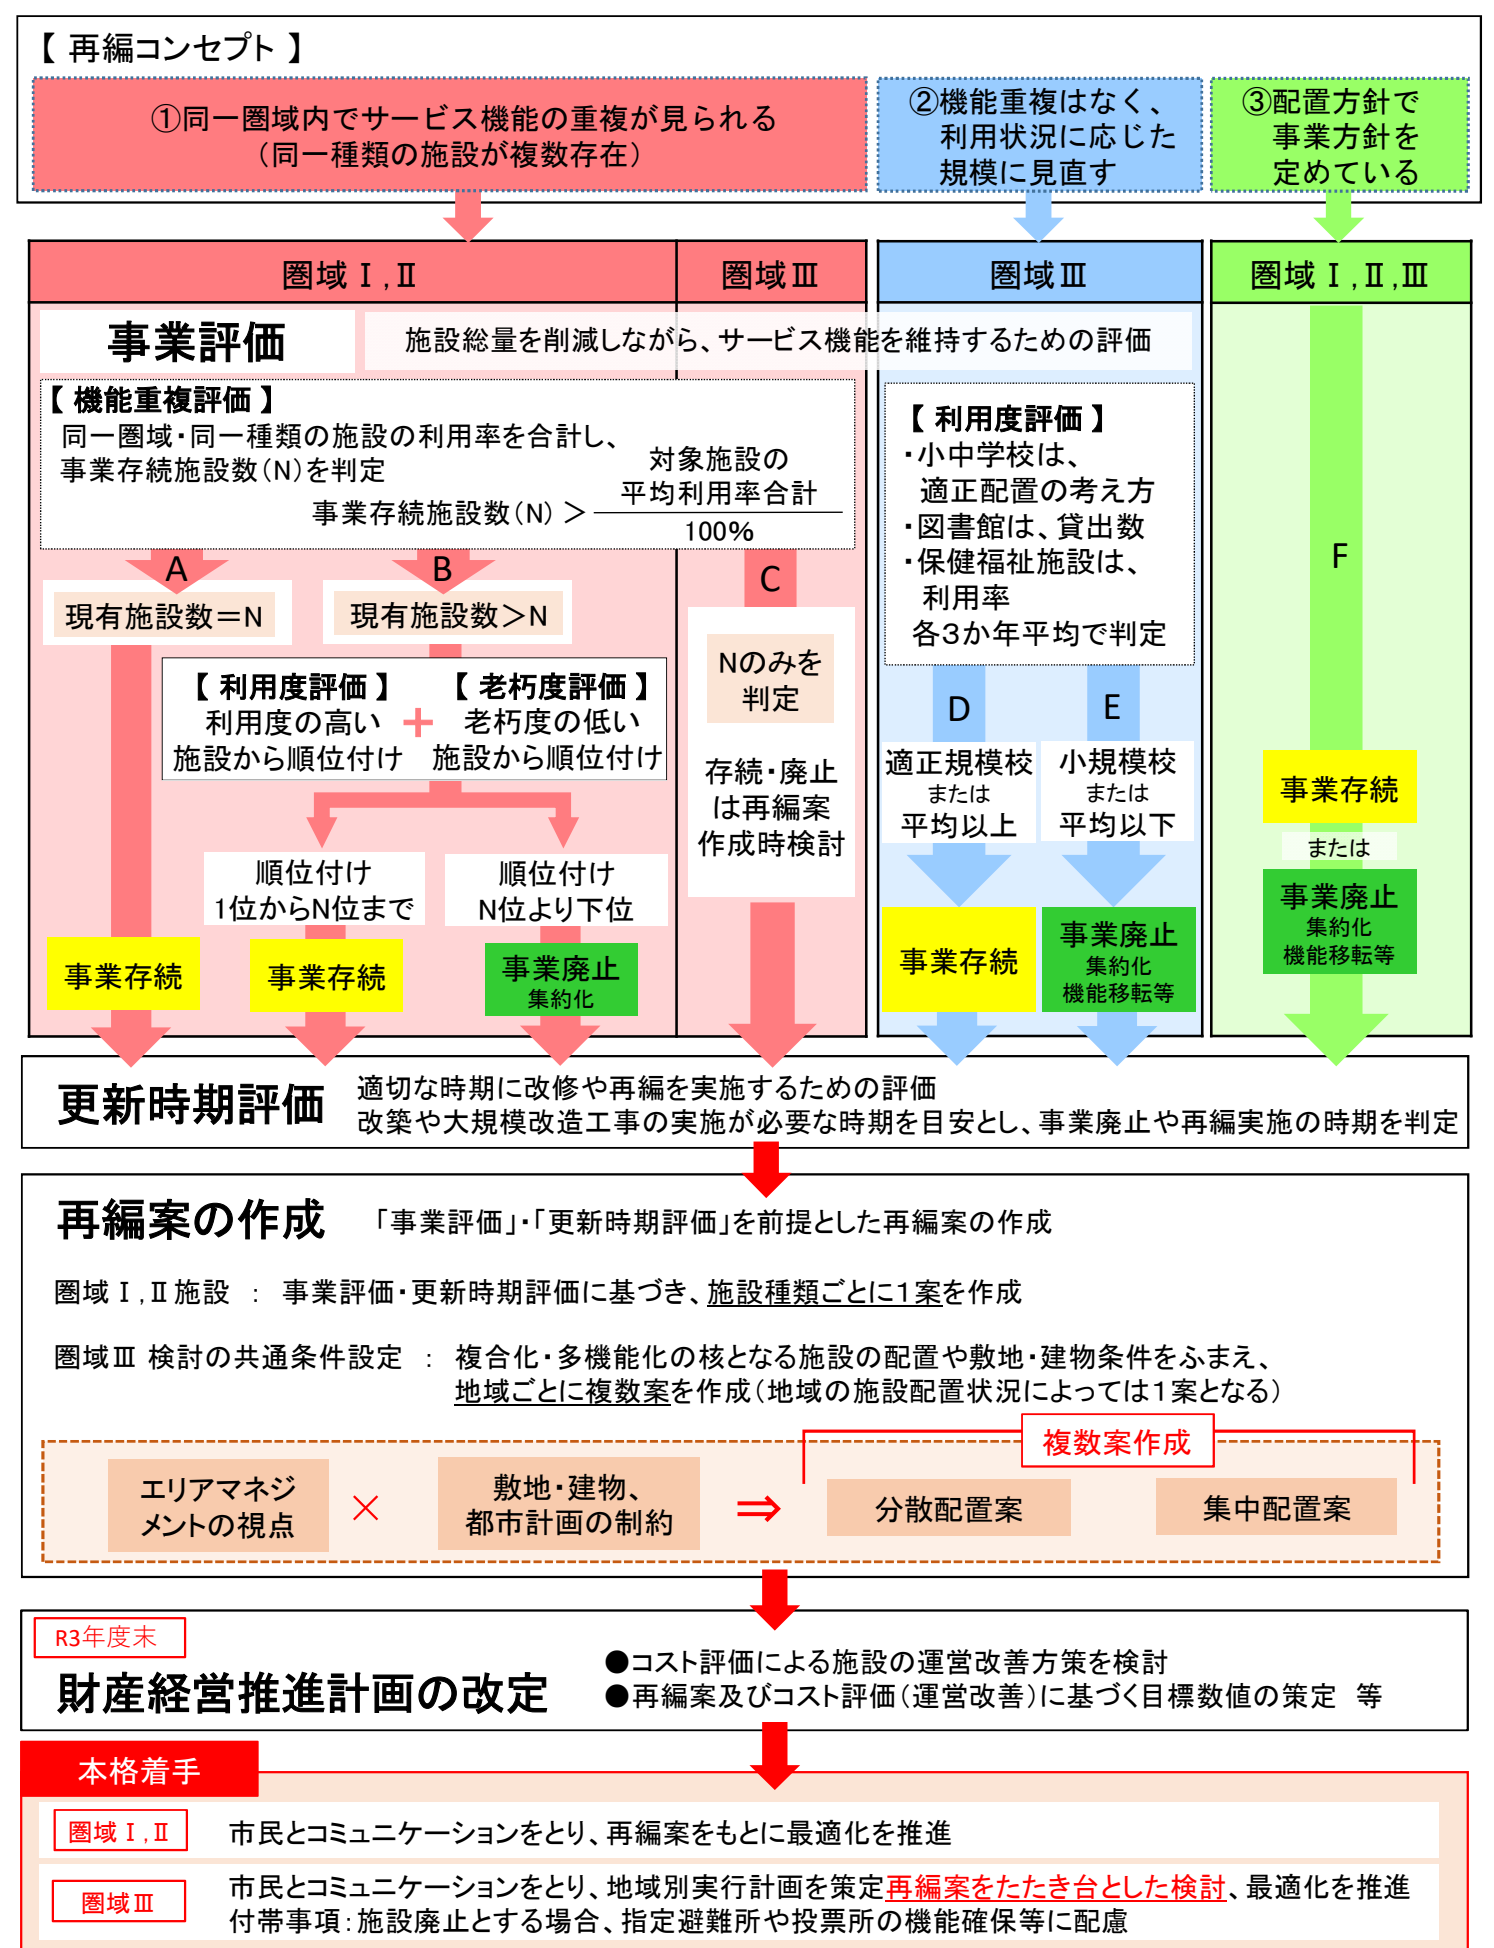 【 再編コンセプト 】
①同一圏域内でサービス機能の重複が見られる
（同一種類の施設が複数存在）
②機能重複はなく、
利用状況に応じた
規模に見直す
③配置方針で
事業方針を
定めている
圏域Ⅰ,Ⅱ
圏域Ⅲ
圏域Ⅲ
圏域Ⅰ,Ⅱ,Ⅲ
事業評価
施設総量を削減しながら、サービス機能を維持するための評価
【 機能重複評価 】
同一圏域・同一種類の施設の利用率を合計し、
事業存続施設数（N）を判定
事業存続施設数（N）＞
対象施設の
平均利用率合計
100%
【 利用度評価 】
・小中学校は、
適正配置の考え方
・図書館は、貸出数
・保健福祉施設は、
利用率
各３か年平均で判定
A
現有施設数＝N
B
現有施設数＞N
【 利用度評価 】
利用度の高い
施設から順位付け
＋
【 老朽度評価 】
老朽度の低い
施設から順位付け
順位付け
1位からN位まで
順位付け
N位より下位
事業存続
事業存続
事業廃止
集約化
C
Nのみを
判定
存続・廃止
は再編案
作成時検討
D
適正規模校
または
平均以上
事業存続
E
小規模校
または
平均以下
事業廃止
集約化
機能移転等
F
事業存続
または
事業廃止
集約化
機能移転等
更新時期評価
適切な時期に改修や再編を実施するための評価
改築や大規模改造工事の実施が必要な時期を目安とし、事業廃止や再編実施の時期を判定
再編案の作成
「事業評価」・「更新時期評価」を前提とした再編案の作成
圏域Ⅰ,Ⅱ施設 ： 事業評価・更新時期評価に基づき、施設種類ごとに１案を作成
圏域Ⅲ 検討の共通条件設定 ： 複合化・多機能化の核となる施設の配置や敷地・建物条件をふまえ、
地域ごとに複数案を作成（地域の施設配置状況によっては１案となる）
複数案作成
エリアマネジ
メントの視点
×
敷地・建物、
都市計画の制約
⇒
分散配置案
集中配置案
R3年度末
財産経営推進計画の改定
●コスト評価による施設の運営改善方策を検討
●再編案及びコスト評価（運営改善）に基づく目標数値の策定 等
本格着手
圏域Ⅰ,Ⅱ
市民とコミュニケーションをとり、再編案をもとに最適化を推進
圏域Ⅲ
市民とコミュニケーションをとり、地域別実行計画を策定再編案をたたき台とした検討、最適化を推進
付帯事項：施設廃止とする場合、指定避難所や投票所の機能確保等に配慮